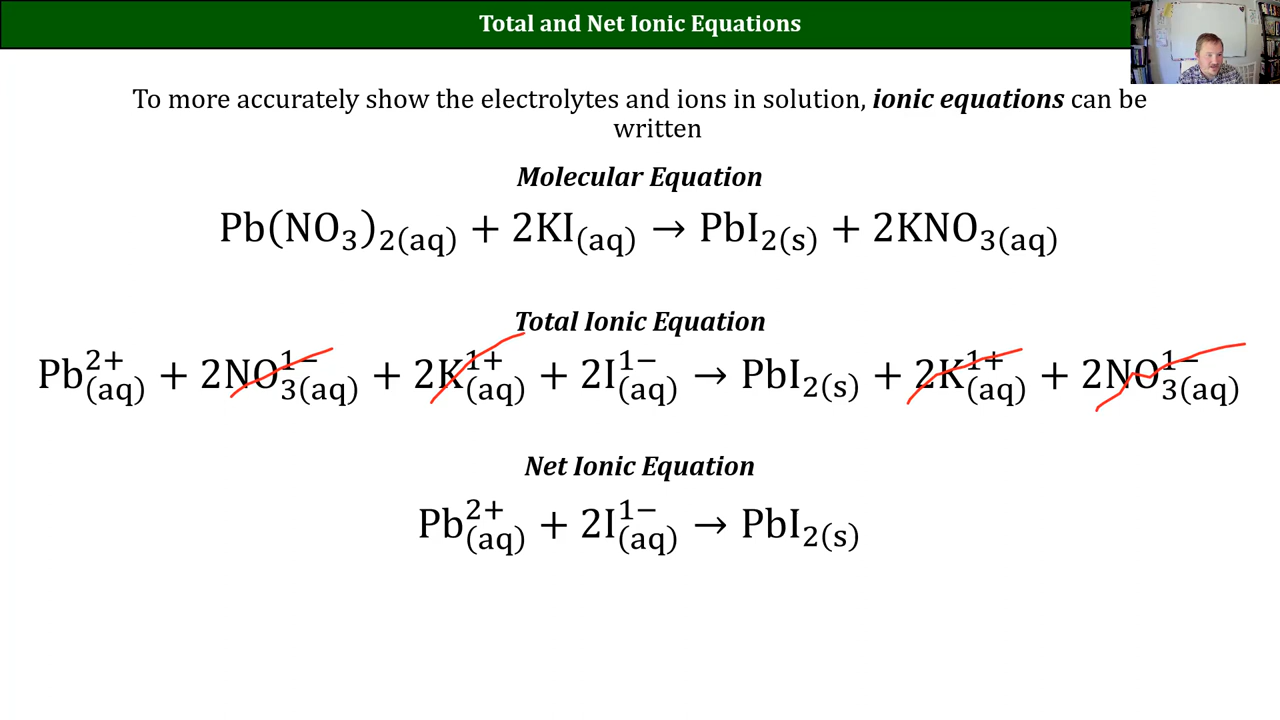 Total and Net Ionic Equations
To more accurately show the electrolytes and ions in solution, ionic equations can be
written
Molecular Equation
Pb(NO₃)₂(aq) + 2KI(aq) → PbI₂(s) + 2KNO₃(aq)
Total Ionic Equation
Pb²⁺(aq) + 2NO₃¹⁻(aq) + 2K¹⁺(aq) + 2I¹⁻(aq) → PbI₂(s) + 2K¹⁺(aq) + 2NO₃¹⁻(aq)
Net Ionic Equation
Pb²⁺(aq) + 2I¹⁻(aq) → PbI₂(s)